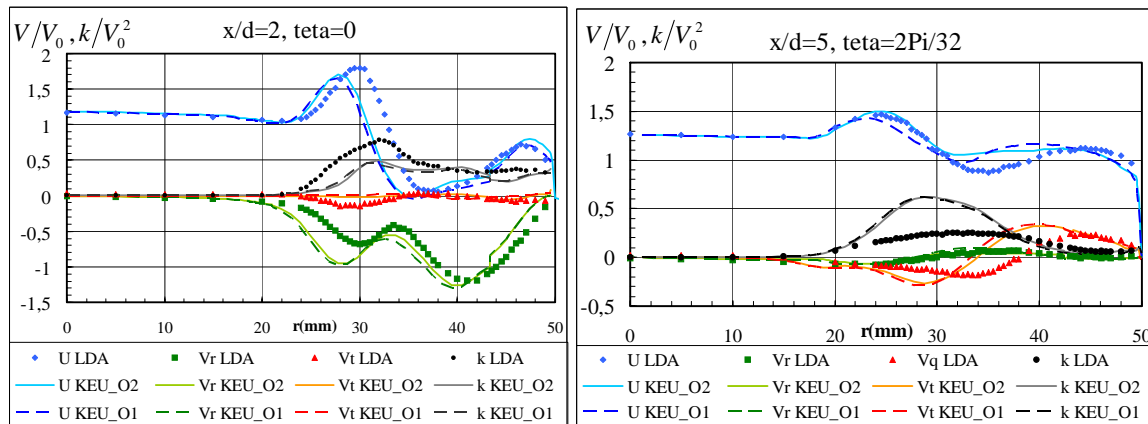 V/V₀, k/V₀²
x/d=2, teta=0
2
1,5
1
0,5
0
-0,5
-1
-1,5
0 10 20 30 40 50
r(mm)
U LDA Vr LDA Vt LDA k LDA
U KEU_O2 Vr KEU_O2 Vt KEU_O2 k KEU_O2
U KEU_O1 Vr KEU_O1 Vt KEU_O1 k KEU_O1
V/V₀, k/V₀²
x/d=5, teta=2Pi/32
2
1,5
1
0,5
0
-0,5
0 10 20 30 40 50
r(mm)
U LDA Vr LDA Vq LDA k LDA
U KEU_O2 Vr KEU_O2 Vt KEU_O2 k KEU_O2
U KEU_O1 Vr KEU_O1 Vt KEU_O1 k KEU_O1